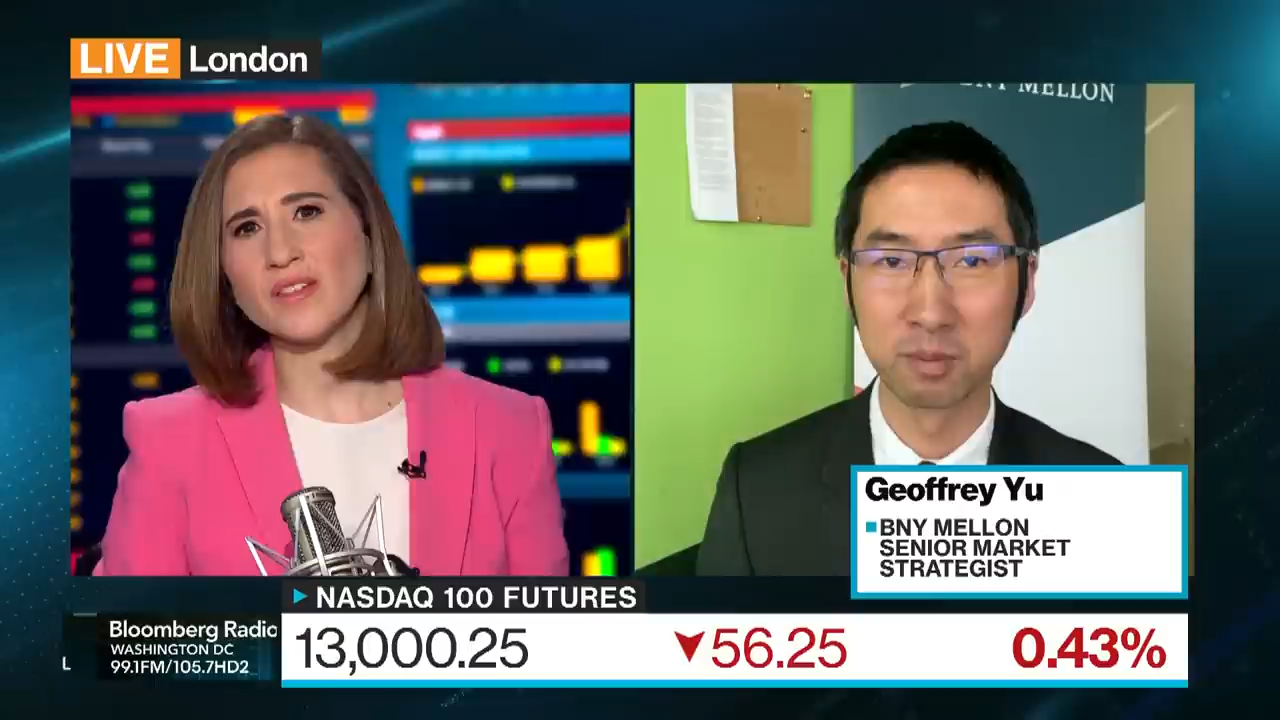 LIVE London
BNY MELLON
Geoffrey Yu
BNY MELLON
SENIOR MARKET
STRATEGIST
NASDAQ 100 FUTURES
Bloomberg Radio
WASHINGTON DC
99.1FM/105.7HD2
L
13,000.25 56.25 0.43%